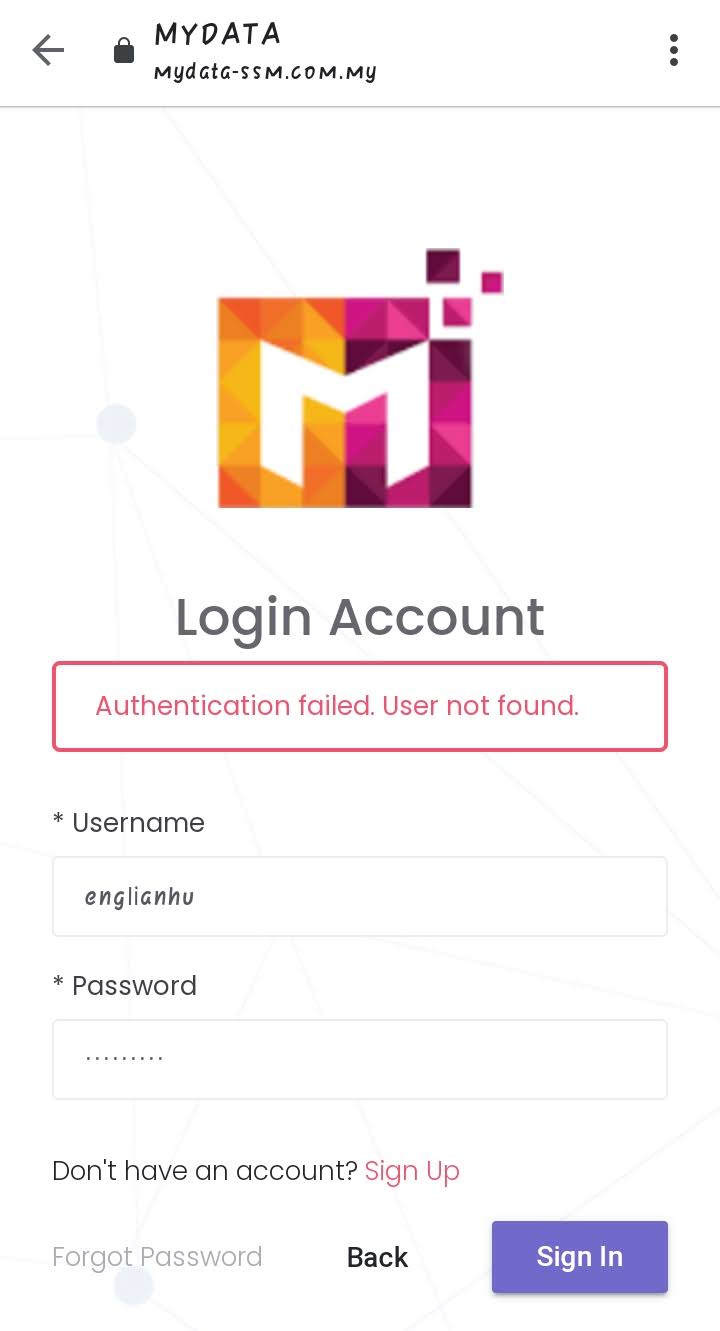 MYDATA
mydata-ssm.com.my
Login Account
Authentication failed. User not found.
* Username
englianhu
* Password
.........
Don't have an account? Sign Up
Forgot Password Back Sign In